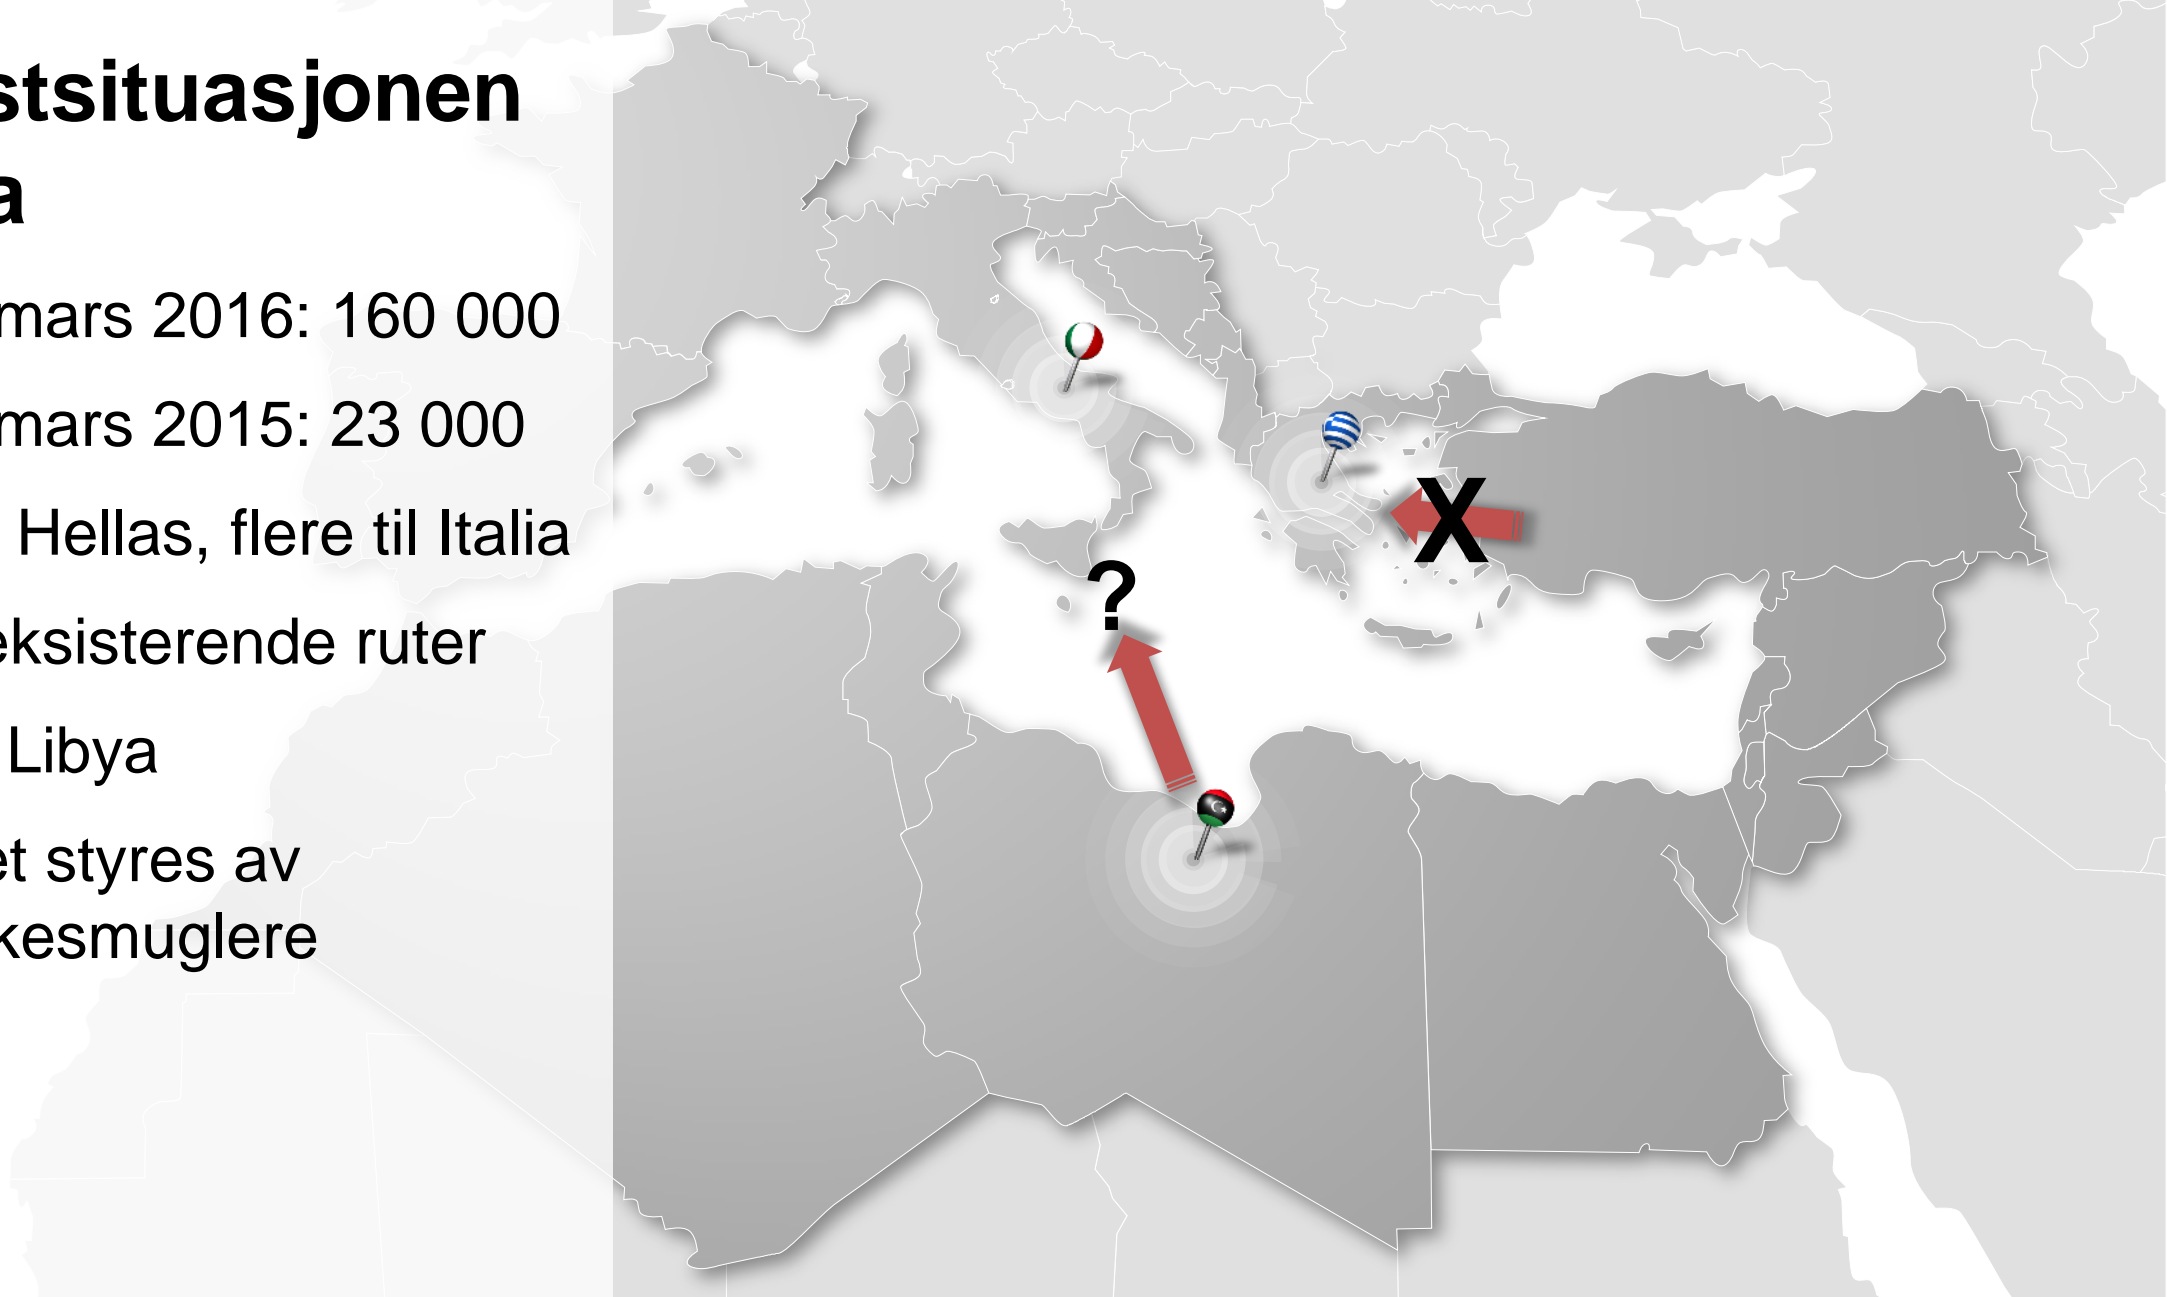 stsituasjonen
a
mars 2016: 160 000
mars 2015: 23 000
Hellas, flere til Italia
eksisterende ruter
Libya
et styres av
kesmuglere
X
?